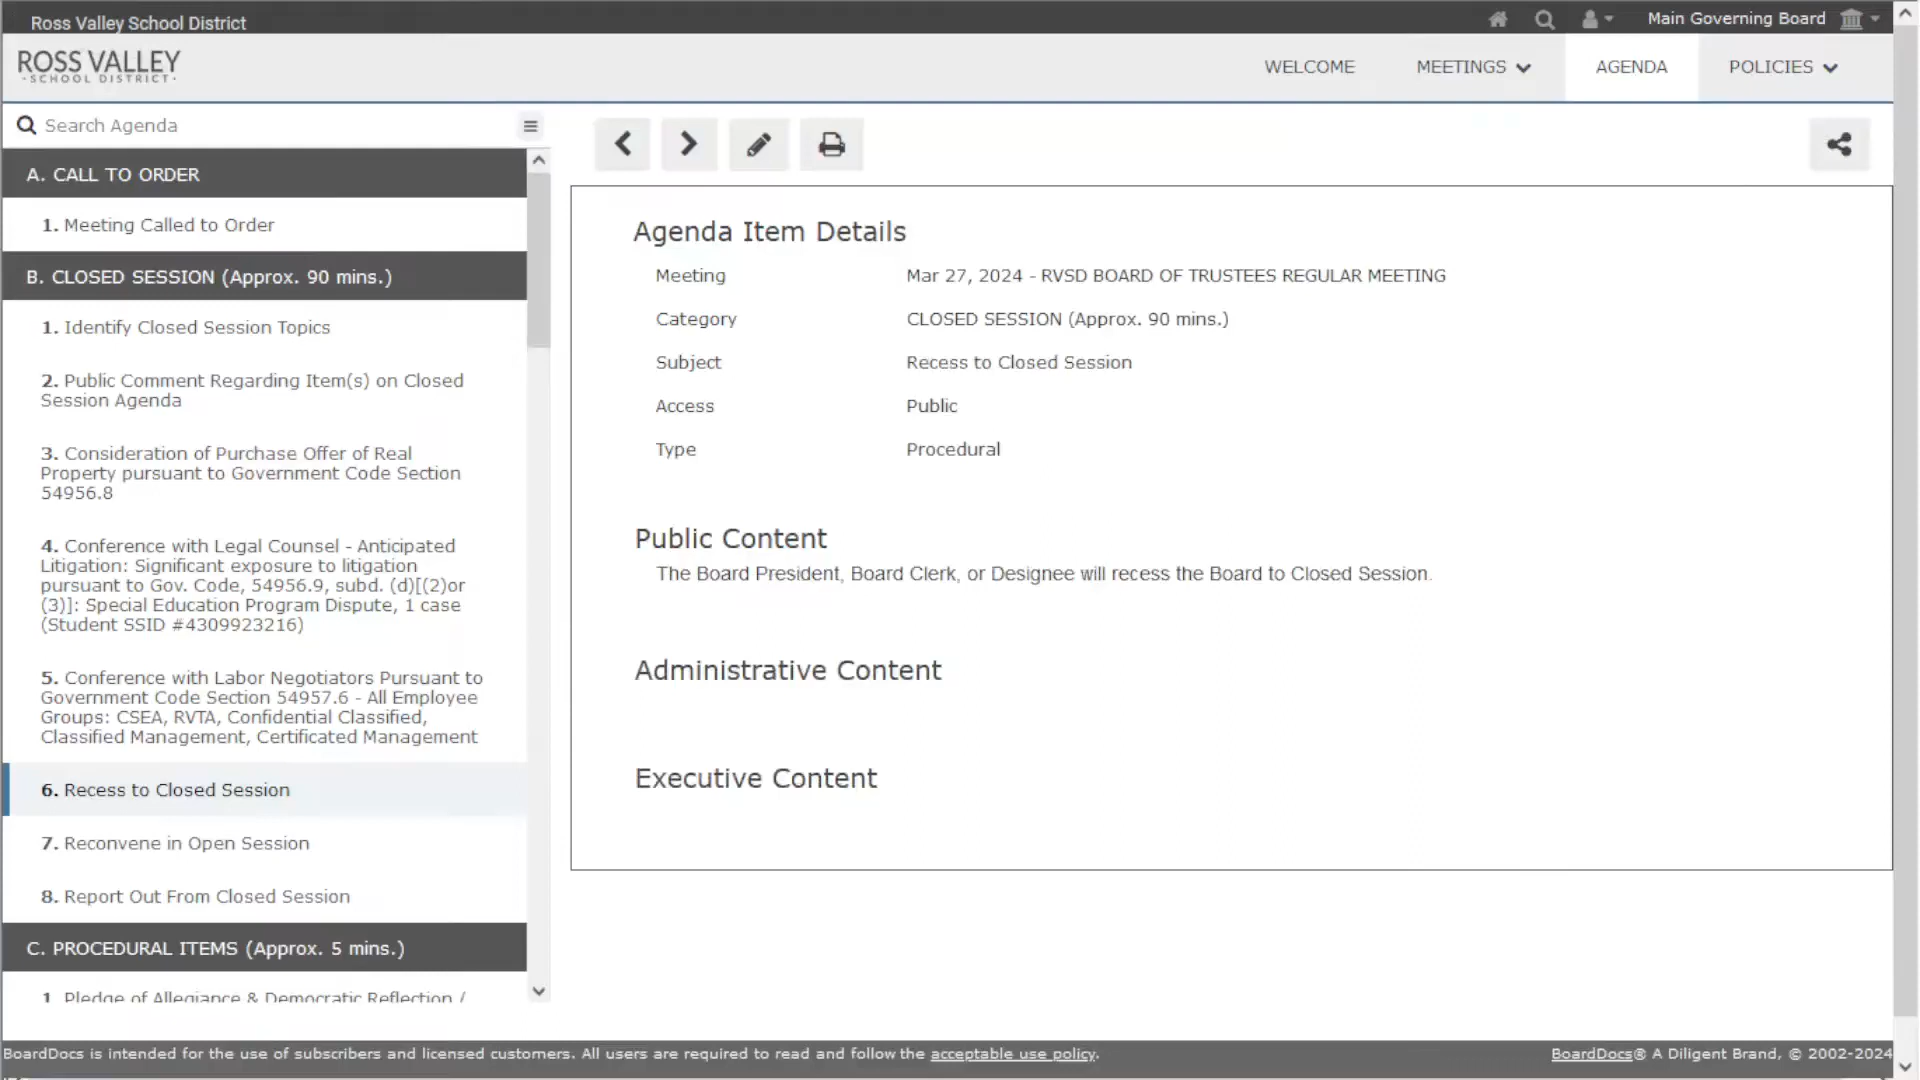 Ross Valley School District
Main Governing Board
ROSS VALLEY
·SCHOOL DISTRICT·
WELCOME
MEETINGS
AGENDA
POLICIES
Search Agenda
A. CALL TO ORDER
1. Meeting Called to Order
B. CLOSED SESSION (Approx. 90 mins.)
1. Identify Closed Session Topics
2. Public Comment Regarding Item(s) on Closed
Session Agenda
3. Consideration of Purchase Offer of Real
Property pursuant to Government Code Section
54956.8
4. Conference with Legal Counsel - Anticipated
Litigation: Significant exposure to litigation
pursuant to Gov. Code, 54956.9, subd. (d)[(2)or
(3)]: Special Education Program Dispute, 1 case
(Student SSID #4309923216)
5. Conference with Labor Negotiators Pursuant to
Government Code Section 54957.6 - All Employee
Groups: CSEA, RVTA, Confidential Classified,
Classified Management, Certificated Management
6. Recess to Closed Session
7. Reconvene in Open Session
8. Report Out From Closed Session
C. PROCEDURAL ITEMS (Approx. 5 mins.)
1. Pledge of Allegiance & Democratic Reflection /
Agenda Item Details
Meeting Mar 27, 2024 - RVSD BOARD OF TRUSTEES REGULAR MEETING
Category CLOSED SESSION (Approx. 90 mins.)
Subject Recess to Closed Session
Access Public
Type Procedural
Public Content
The Board President, Board Clerk, or Designee will recess the Board to Closed Session.
Administrative Content
Executive Content
BoardDocs is intended for the use of subscribers and licensed customers. All users are required to read and follow the acceptable use policy.
BoardDocs® A Diligent Brand, © 2002-2024